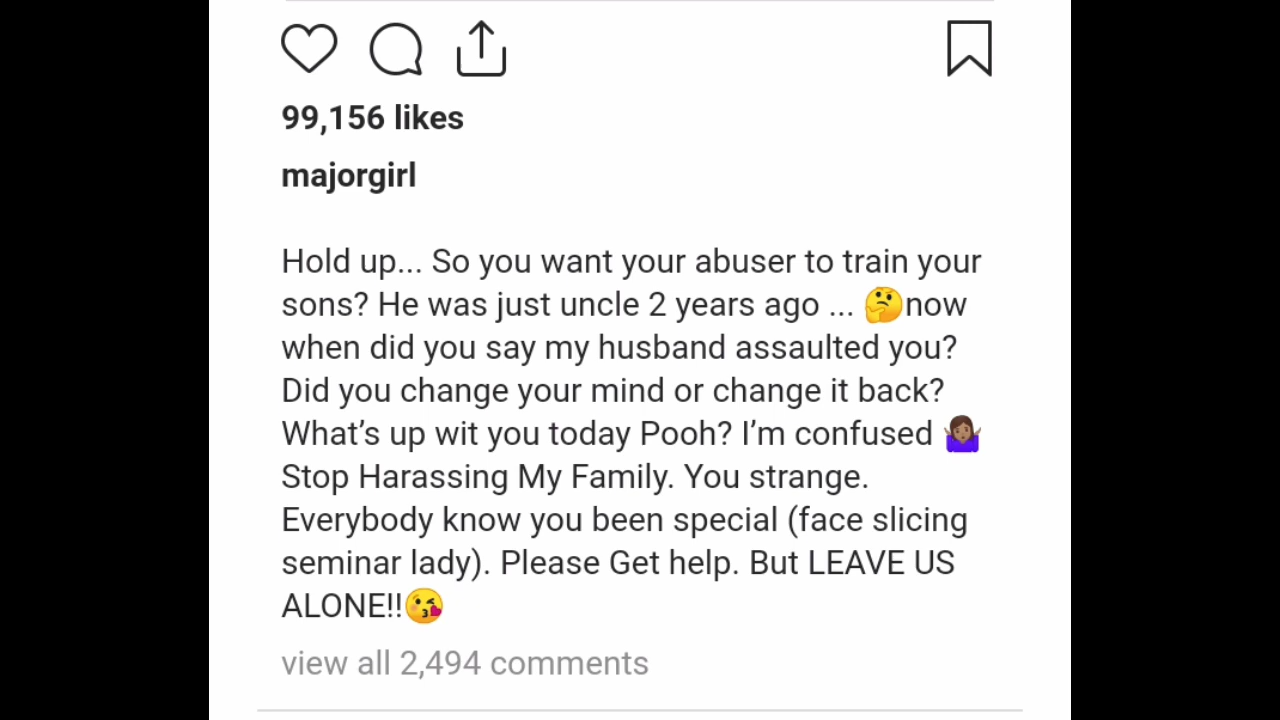 99,156 likes
majorgirl
Hold up... So you want your abuser to train your
sons? He was just uncle 2 years ago ... 🤔now
when did you say my husband assaulted you?
Did you change your mind or change it back?
What's up wit you today Pooh? I'm confused 🤷🏾‍♀️
Stop Harassing My Family. You strange.
Everybody know you been special (face slicing
seminar lady). Please Get help. But LEAVE US
ALONE!!😘
view all 2,494 comments